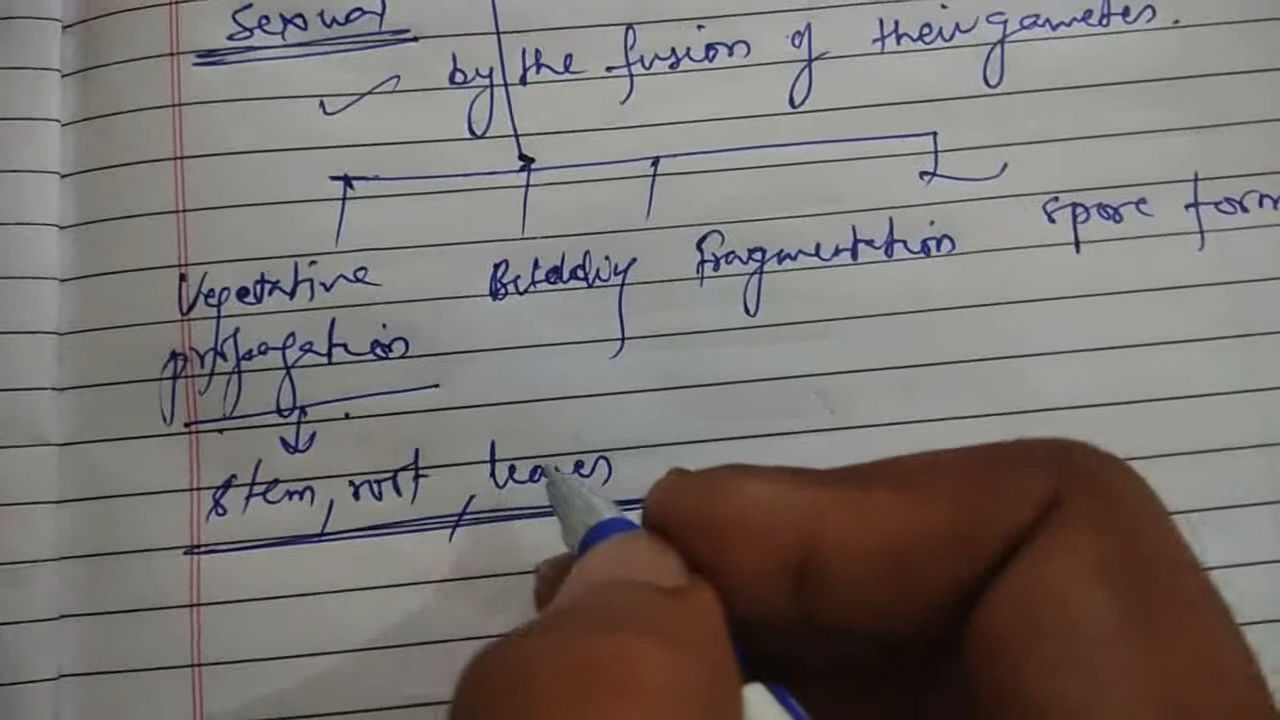 Sexual
by the fusion of their gametes.
Vegetative Budding fragmentation spore form
propagation
stem, root, leaves